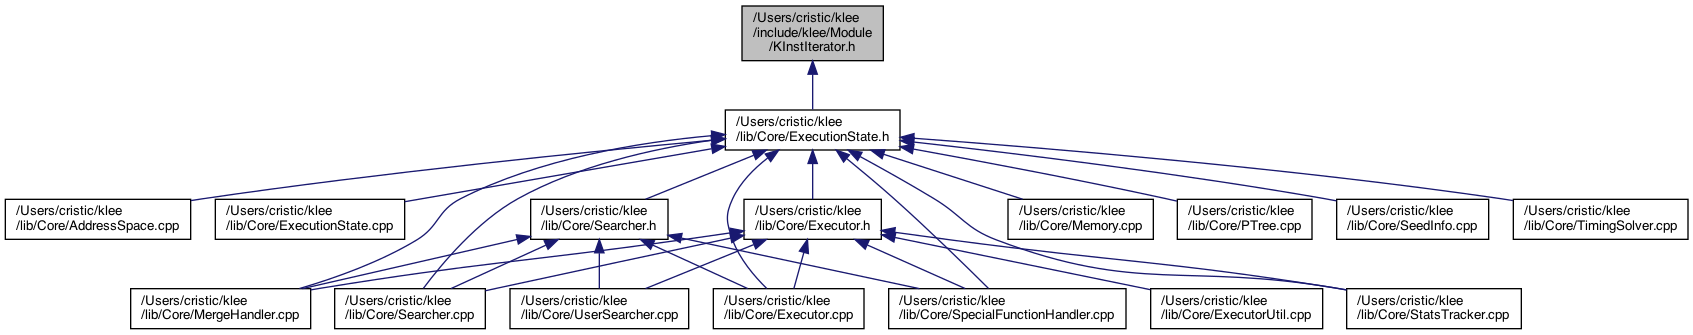 /Users/cristic/klee
/include/klee/Module
/KInstIterator.h
/Users/cristic/klee
/lib/Core/ExecutionState.h
/Users/cristic/klee
/lib/Core/AddressSpace.cpp
/Users/cristic/klee
/lib/Core/ExecutionState.cpp
/Users/cristic/klee
/lib/Core/Searcher.h
/Users/cristic/klee
/lib/Core/Executor.h
/Users/cristic/klee
/lib/Core/Memory.cpp
/Users/cristic/klee
/lib/Core/PTree.cpp
/Users/cristic/klee
/lib/Core/SeedInfo.cpp
/Users/cristic/klee
/lib/Core/TimingSolver.cpp
/Users/cristic/klee
/lib/Core/MergeHandler.cpp
/Users/cristic/klee
/lib/Core/Searcher.cpp
/Users/cristic/klee
/lib/Core/UserSearcher.cpp
/Users/cristic/klee
/lib/Core/Executor.cpp
/Users/cristic/klee
/lib/Core/SpecialFunctionHandler.cpp
/Users/cristic/klee
/lib/Core/ExecutorUtil.cpp
/Users/cristic/klee
/lib/Core/StatsTracker.cpp